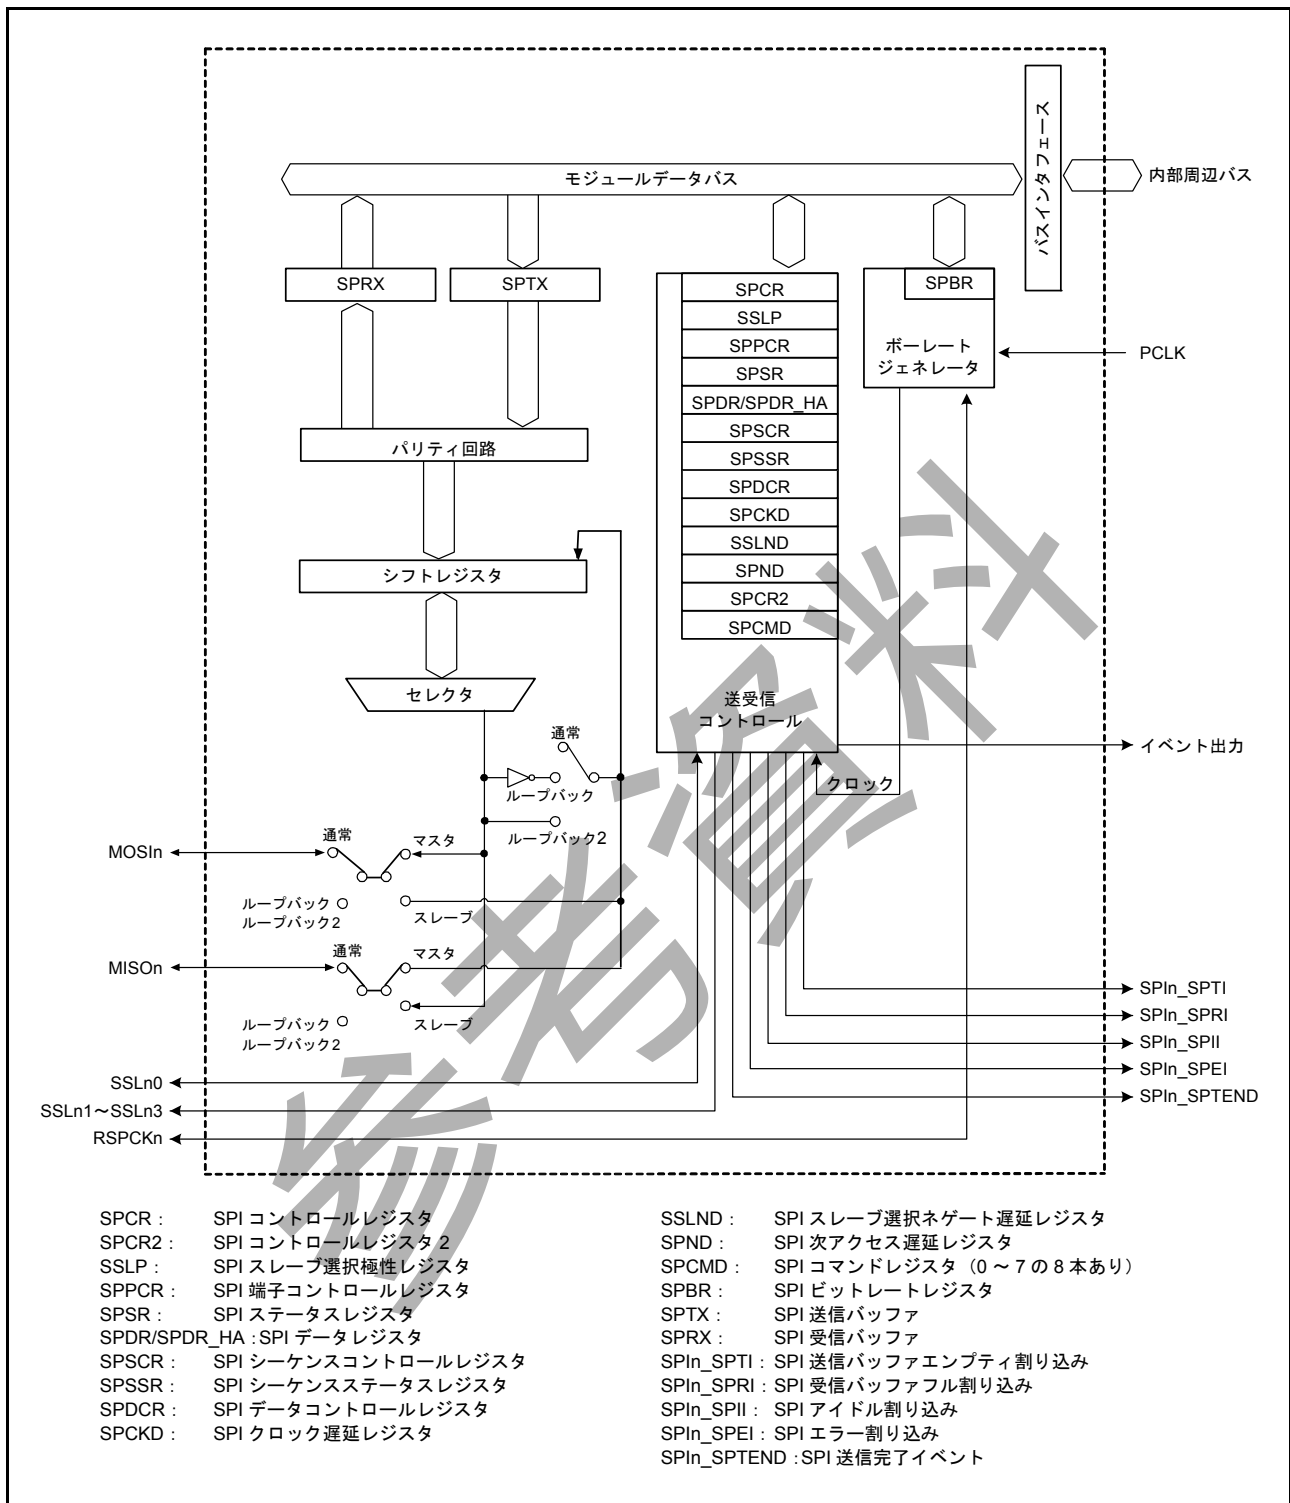 バスインタフェース
モジュールデータバス
内部周辺バス
SPRX
SPTX
SPCR
SSLP
SPPCR
SPSR
SPDR/SPDR_HA
SPSCR
SPSSR
SPDCR
SPCKD
SSLND
SPND
SPCR2
SPCMD
送受信
コントロール
SPBR
ボーレート
ジェネレータ
PCLK
パリティ回路
シフトレジスタ
セレクタ
通常
ループバック
ループバック2
クロック
イベント出力
MOSIn
通常
マスタ
ループバック
ループバック2
スレーブ
MISOn
通常
マスタ
ループバック
ループバック2
スレーブ
SPIn_SPTI
SPIn_SPRI
SPIn_SPII
SPIn_SPEI
SPIn_SPTEND
SSLn0
SSLn1～SSLn3
RSPCKn
参考資料
SPCR : SPI コントロールレジスタ
SPCR2 : SPI コントロールレジスタ 2
SSLP : SPI スレーブ選択極性レジスタ
SPPCR : SPI 端子コントロールレジスタ
SPSR : SPI ステータスレジスタ
SPDR/SPDR_HA : SPI データレジスタ
SPSCR : SPI シーケンスコントロールレジスタ
SPSSR : SPI シーケンスステータスレジスタ
SPDCR : SPI データコントロールレジスタ
SPCKD : SPI クロック遅延レジスタ
SSLND : SPI スレーブ選択ネゲート遅延レジスタ
SPND : SPI 次アクセス遅延レジスタ
SPCMD : SPI コマンドレジスタ（0 ～ 7 の 8 本あり）
SPBR : SPI ビットレートレジスタ
SPTX : SPI 送信バッファ
SPRX : SPI 受信バッファ
SPIn_SPTI : SPI 送信バッファエンプティ割り込み
SPIn_SPRI : SPI 受信バッファフル割り込み
SPIn_SPII : SPI アイドル割り込み
SPIn_SPEI : SPI エラー割り込み
SPIn_SPTEND : SPI 送信完了イベント